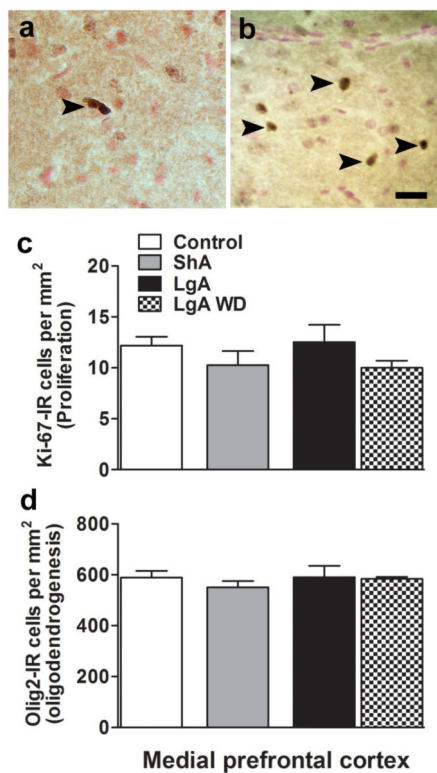 a
b
c
Control
ShA
LgA
LgA WD
20
15
10
5
0
Ki-67-IR cells per mm2
(Proliferation)
d
800
600
400
200
0
Olig2-IR cells per mm2
(oligodendrogenesis)
Medial prefrontal cortex